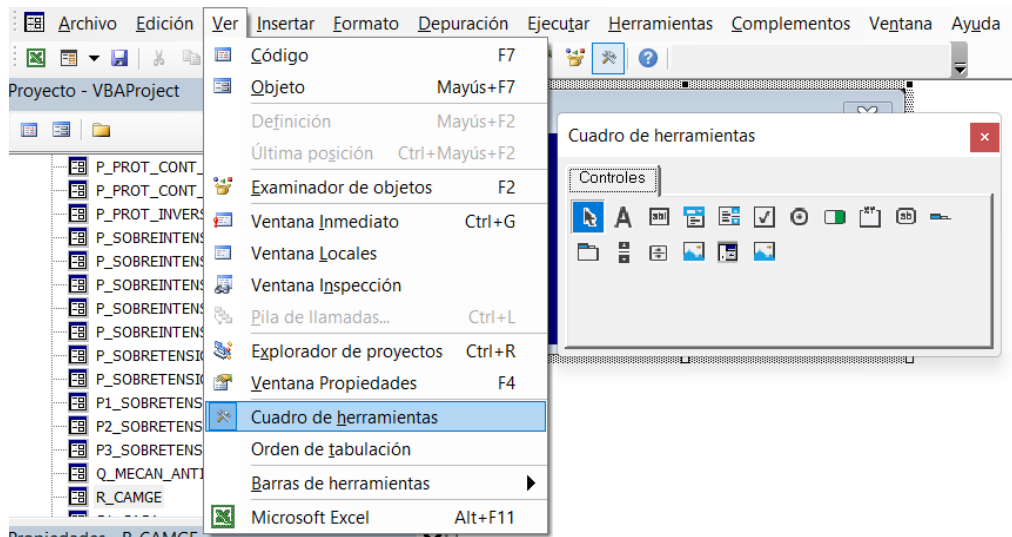 Archivo Edición Ver Insertar Formato Depuración Ejecutar Herramientas Complementos Ventana Ayuda
Proyecto - VBAProject
P_PROT_CONT_
P_PROT_CONT_
P_PROT_INVERS
P_SOBREINTENS
P_SOBREINTENS
P_SOBREINTENS
P_SOBREINTENS
P_SOBREINTENS
P_SOBRETENSIO
P_SOBRETENSIO
P1_SOBRETENS
P2_SOBRETENS
P3_SOBRETENS
Q_MECAN_ANTI
R_CAMGE
Propiedades - R_CAMGE
Código F7
Objeto Mayús+F7
Definición Mayús+F2
Última posición Ctrl+Mayús+F2
Examinador de objetos F2
Ventana Inmediato Ctrl+G
Ventana Locales
Ventana Inspección
Pila de llamadas... Ctrl+L
Explorador de proyectos Ctrl+R
Ventana Propiedades F4
Cuadro de herramientas
Orden de tabulación
Barras de herramientas
Microsoft Excel Alt+F11
Cuadro de herramientas
Controles